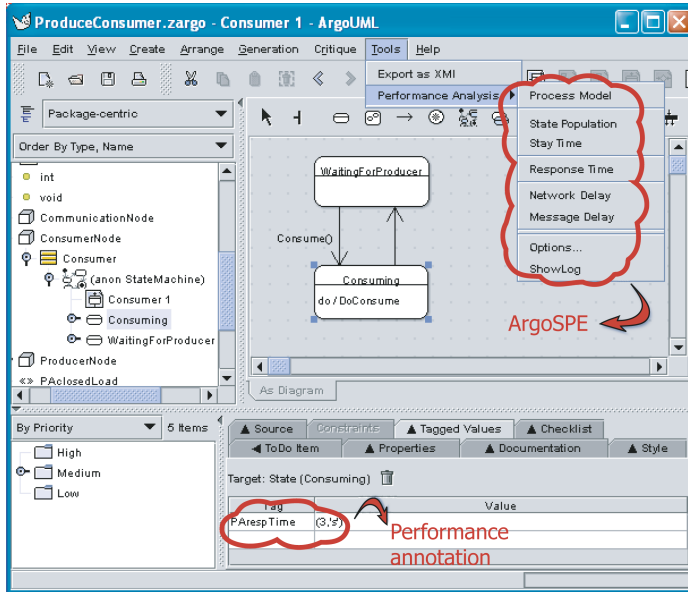 ProduceConsumer.zargo - Consumer 1 - ArgoUML
File Edit View Create Arrange Generation Critique Tools Help
Export as XMI
Performance Analysis
Process Model
State Population
Stay Time
Response Time
Network Delay
Message Delay
Options...
ShowLog
ArgoSPE
Package-centric
Order By Type, Name
int
void
CommunicationNode
ConsumerNode
Consumer
(anon StateMachine)
Consumer 1
Consuming
WaitingForProducer
ProducerNode
«» PAclosedLoad
WaitingForProducer
Consume()
Consuming
do / DoConsume
As Diagram
By Priority 5 Items
High
Medium
Low
Source Constraints Tagged Values Checklist
ToDo Item Properties Documentation Style
Target: State (Consuming)
Tag Value
PArespTime (3,'s')
Performance
annotation